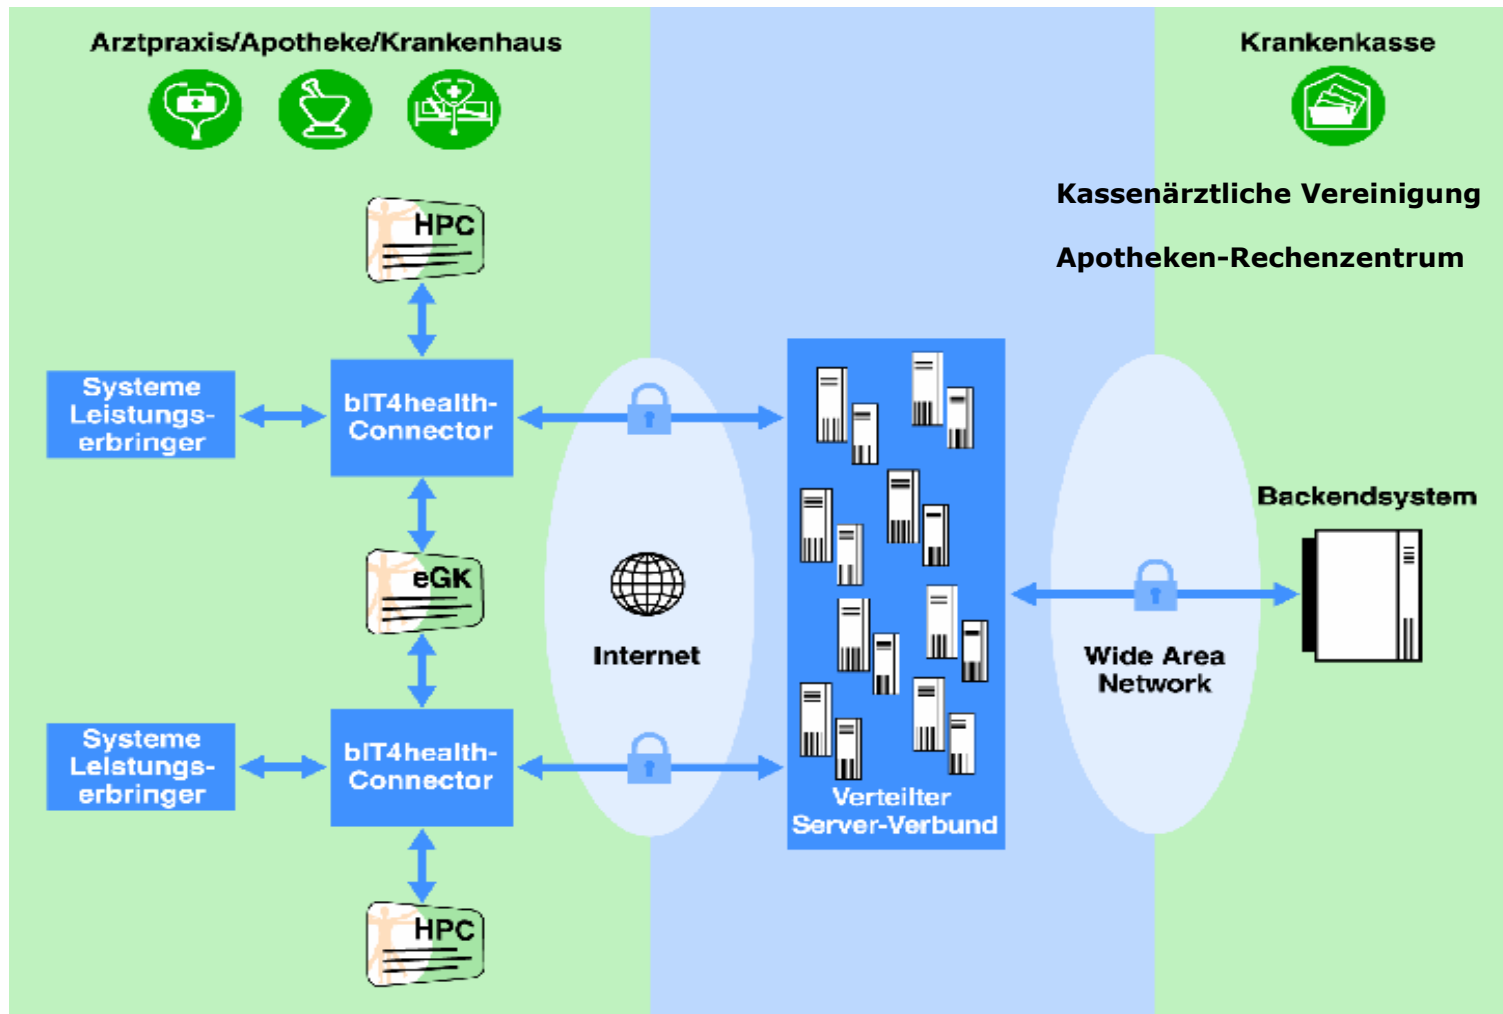 Arztpraxis/Apotheke/Krankenhaus
Krankenkasse
Kassenärztliche Vereinigung
Apotheken-Rechenzentrum
HPC
Systeme
Leistungs-
erbringer
bIT4health-
Connector
Backendsystem
eGK
Internet
Wide Area
Network
Systeme
Leistungs-
erbringer
bIT4health-
Connector
Verteilter
Server-Verbund
HPC